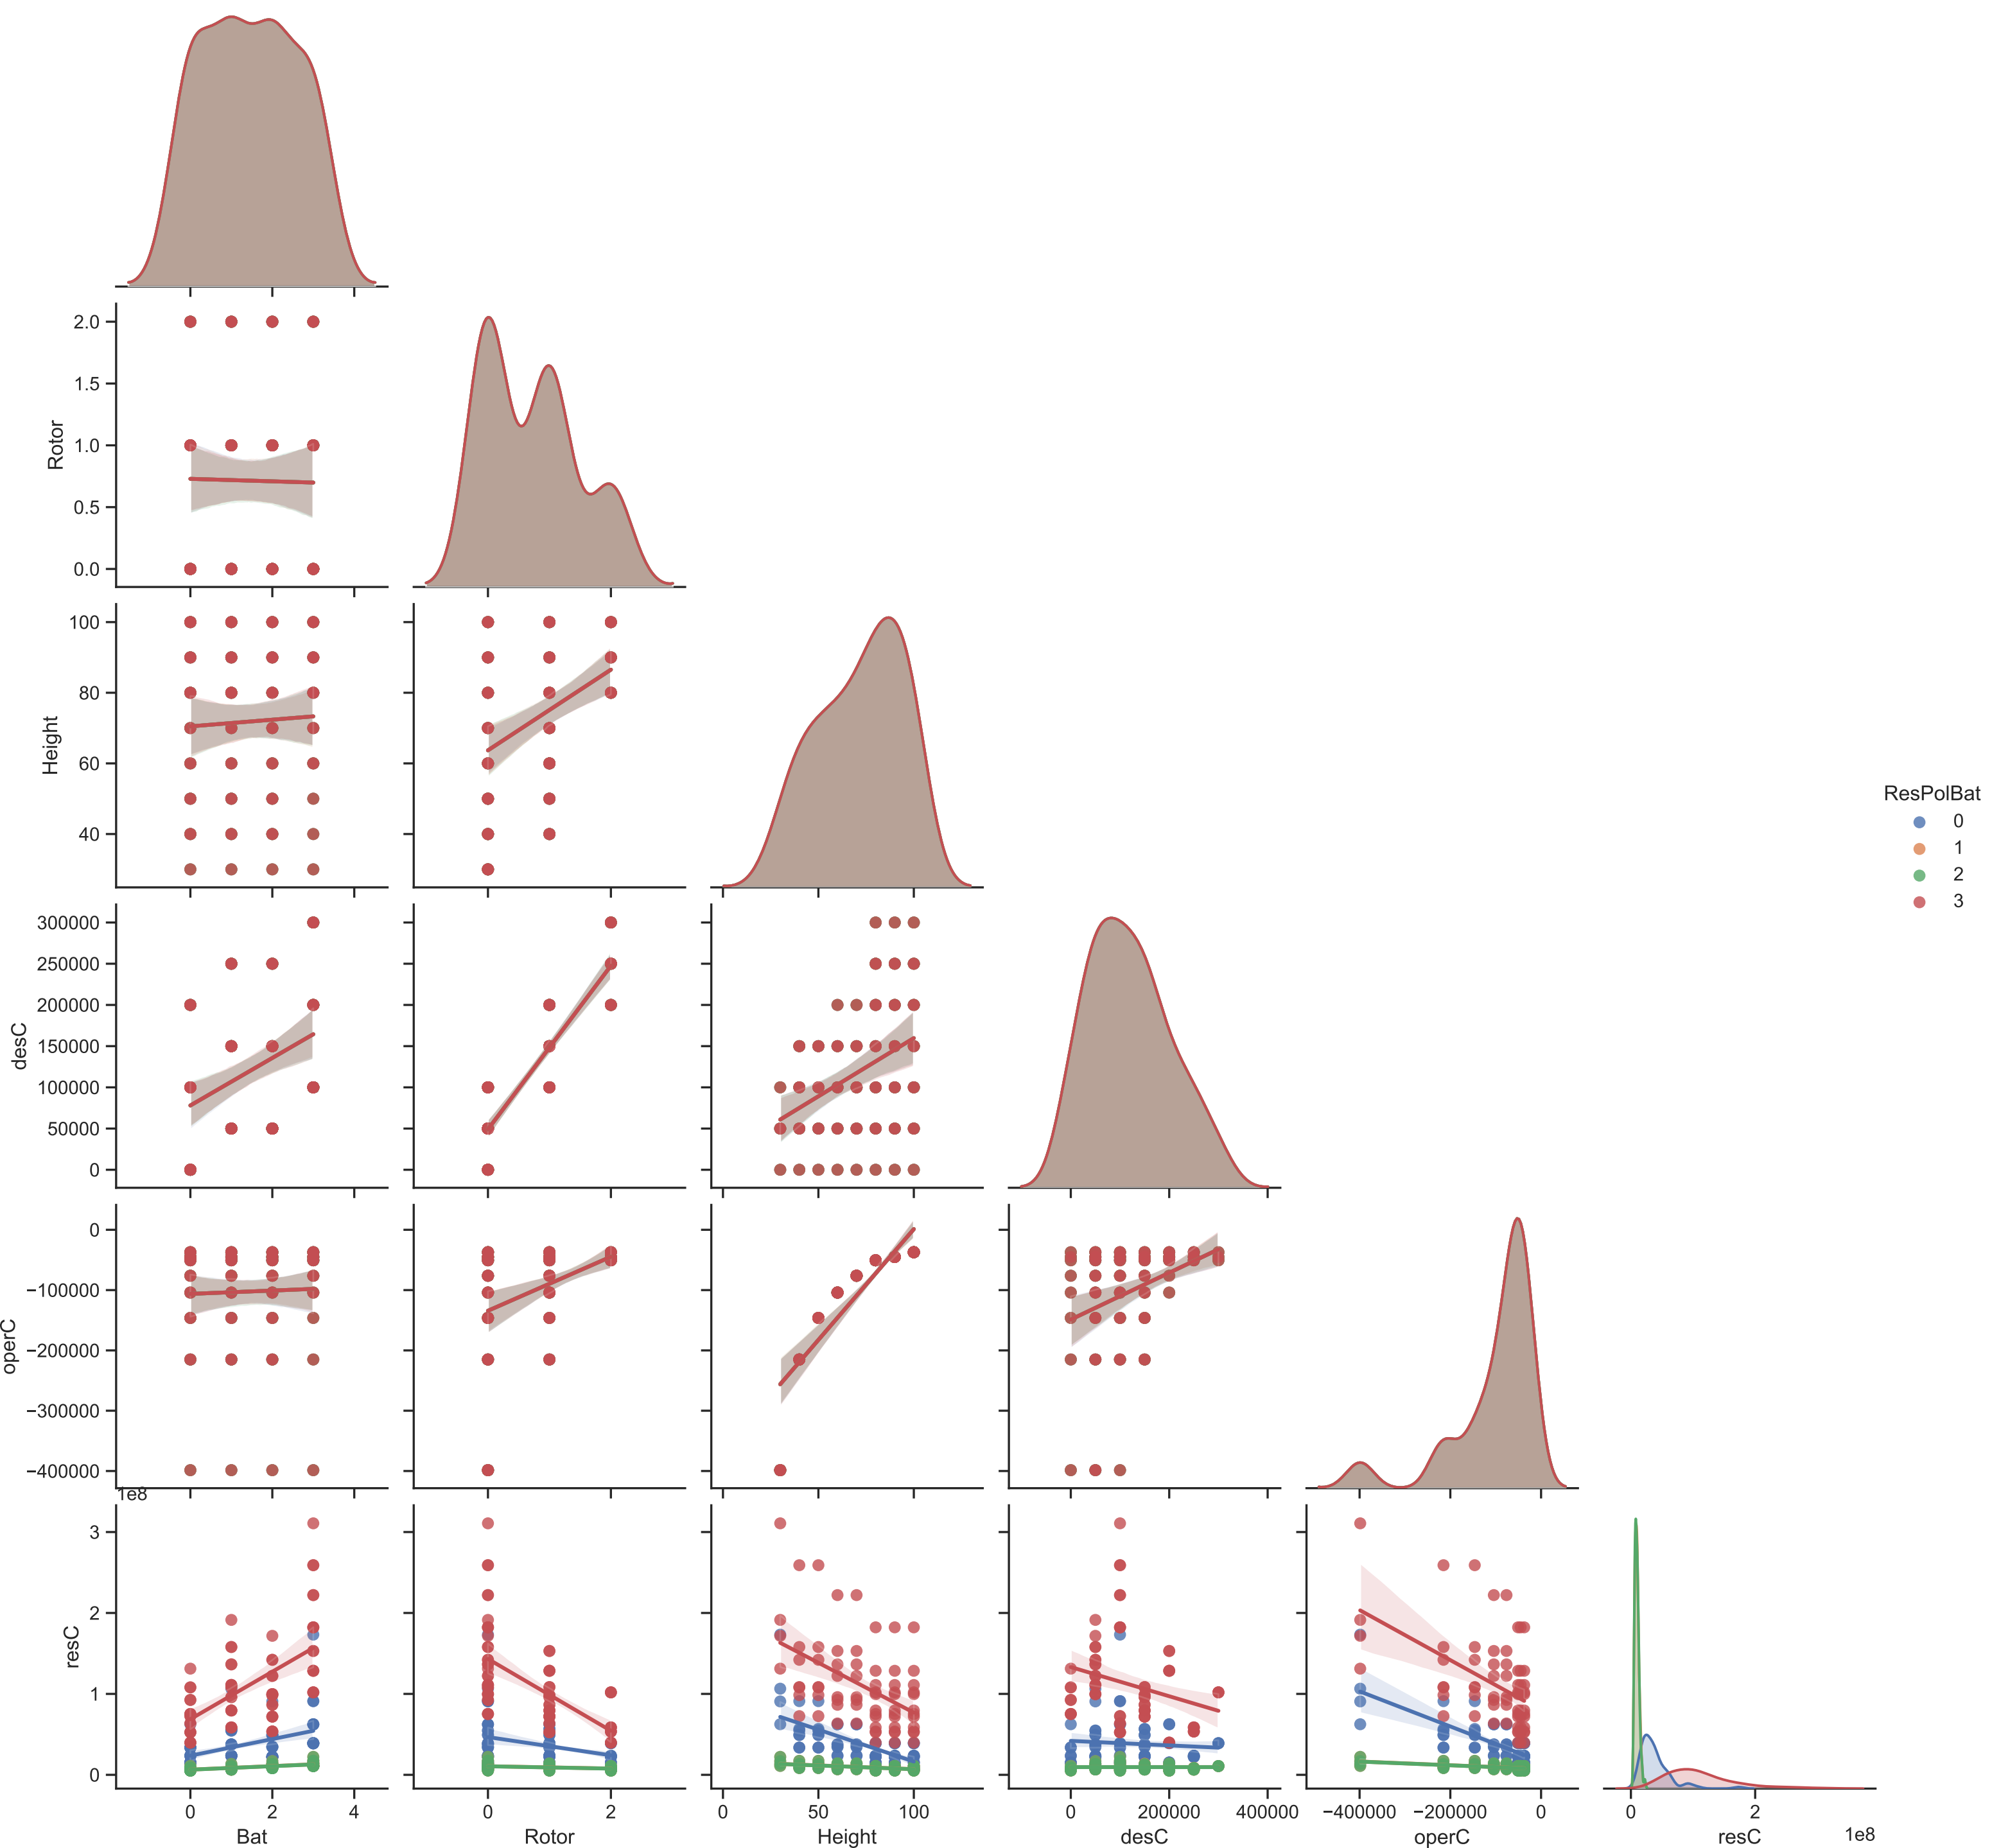 2.0
1.5
1.0
0.5
0.0
Rotor
100
80
60
40
Height
ResPolBat
0
1
2
3
300000
250000
200000
150000
100000
50000
0
desC
0
−100000
−200000
−300000
−400000
operC
1e8
3
2
1
0
resC
0 2 4
0 2
0 50 100
0 200000 400000
−400000 −200000 0
0 2
1e8
Bat Rotor Height desC operC resC